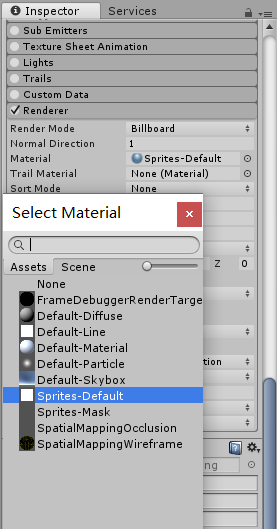 Inspector
Services
Sub Emitters
Texture Sheet Animation
Lights
Trails
Custom Data
Renderer
Render Mode
Billboard
Normal Direction
1
Material
Sprites-Default
Trail Material
None (Material)
Sort Mode
None
Select Material
Z
0
Assets
Scene
None
FrameDebuggerRenderTarge
Default-Diffuse
Default-Line
Default-Material
Default-Particle
Default-Skybox
Sprites-Default
Sprites-Mask
SpatialMappingOcclusion
SpatialMappingWireframe